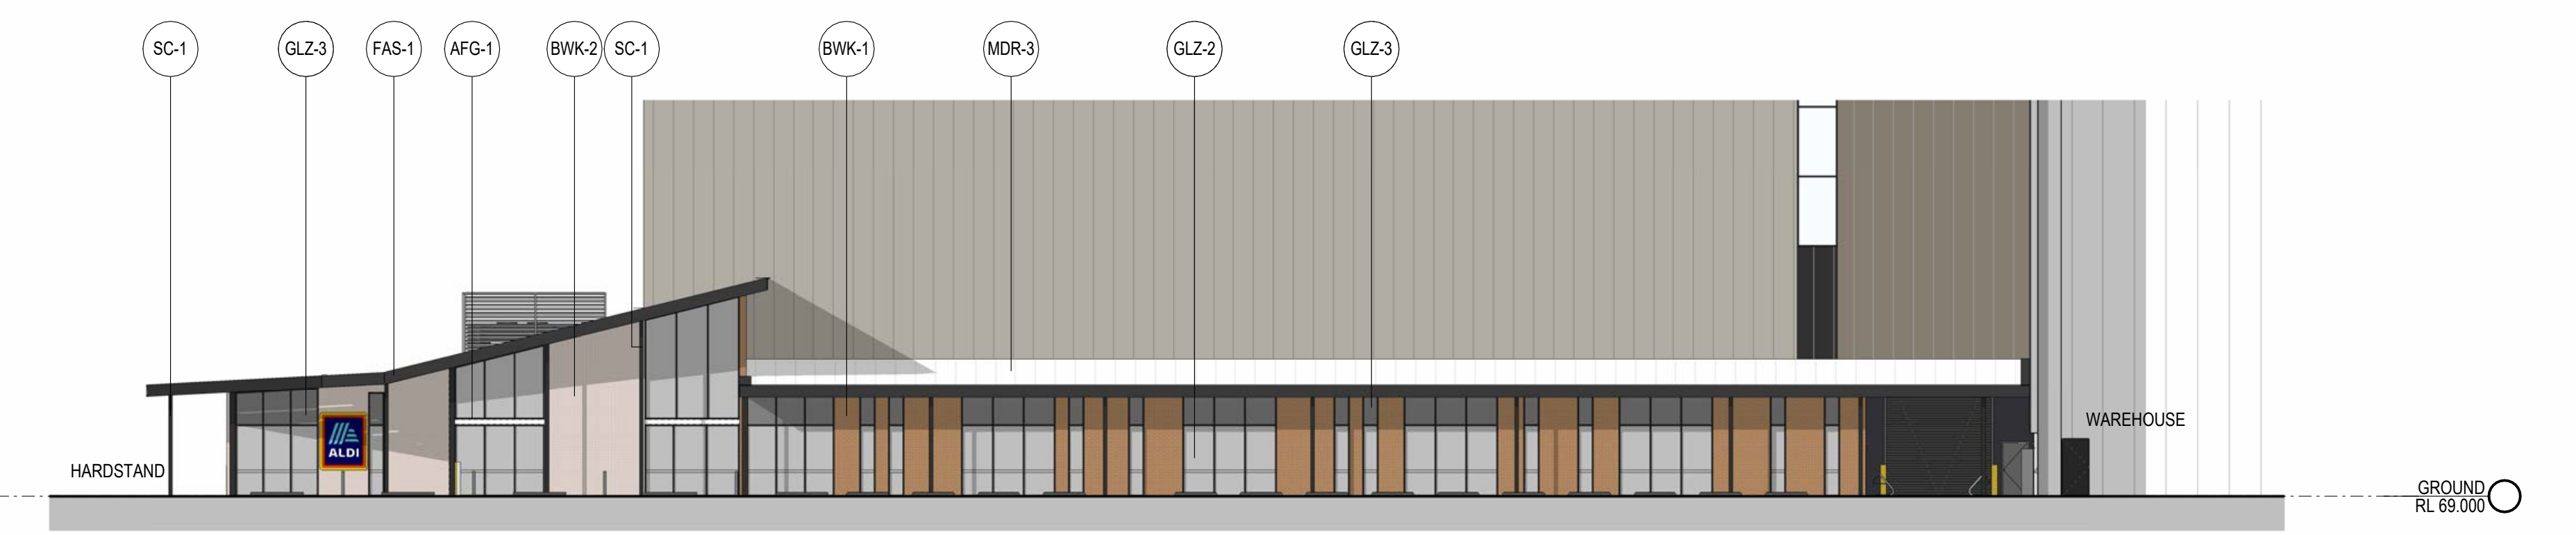 SC-1
GLZ-3
FAS-1
AFG-1
BWK-2
SC-1
BWK-1
MDR-3
GLZ-2
GLZ-3
ALDI
HARDSTAND
WAREHOUSE
GROUND
RL 69.000